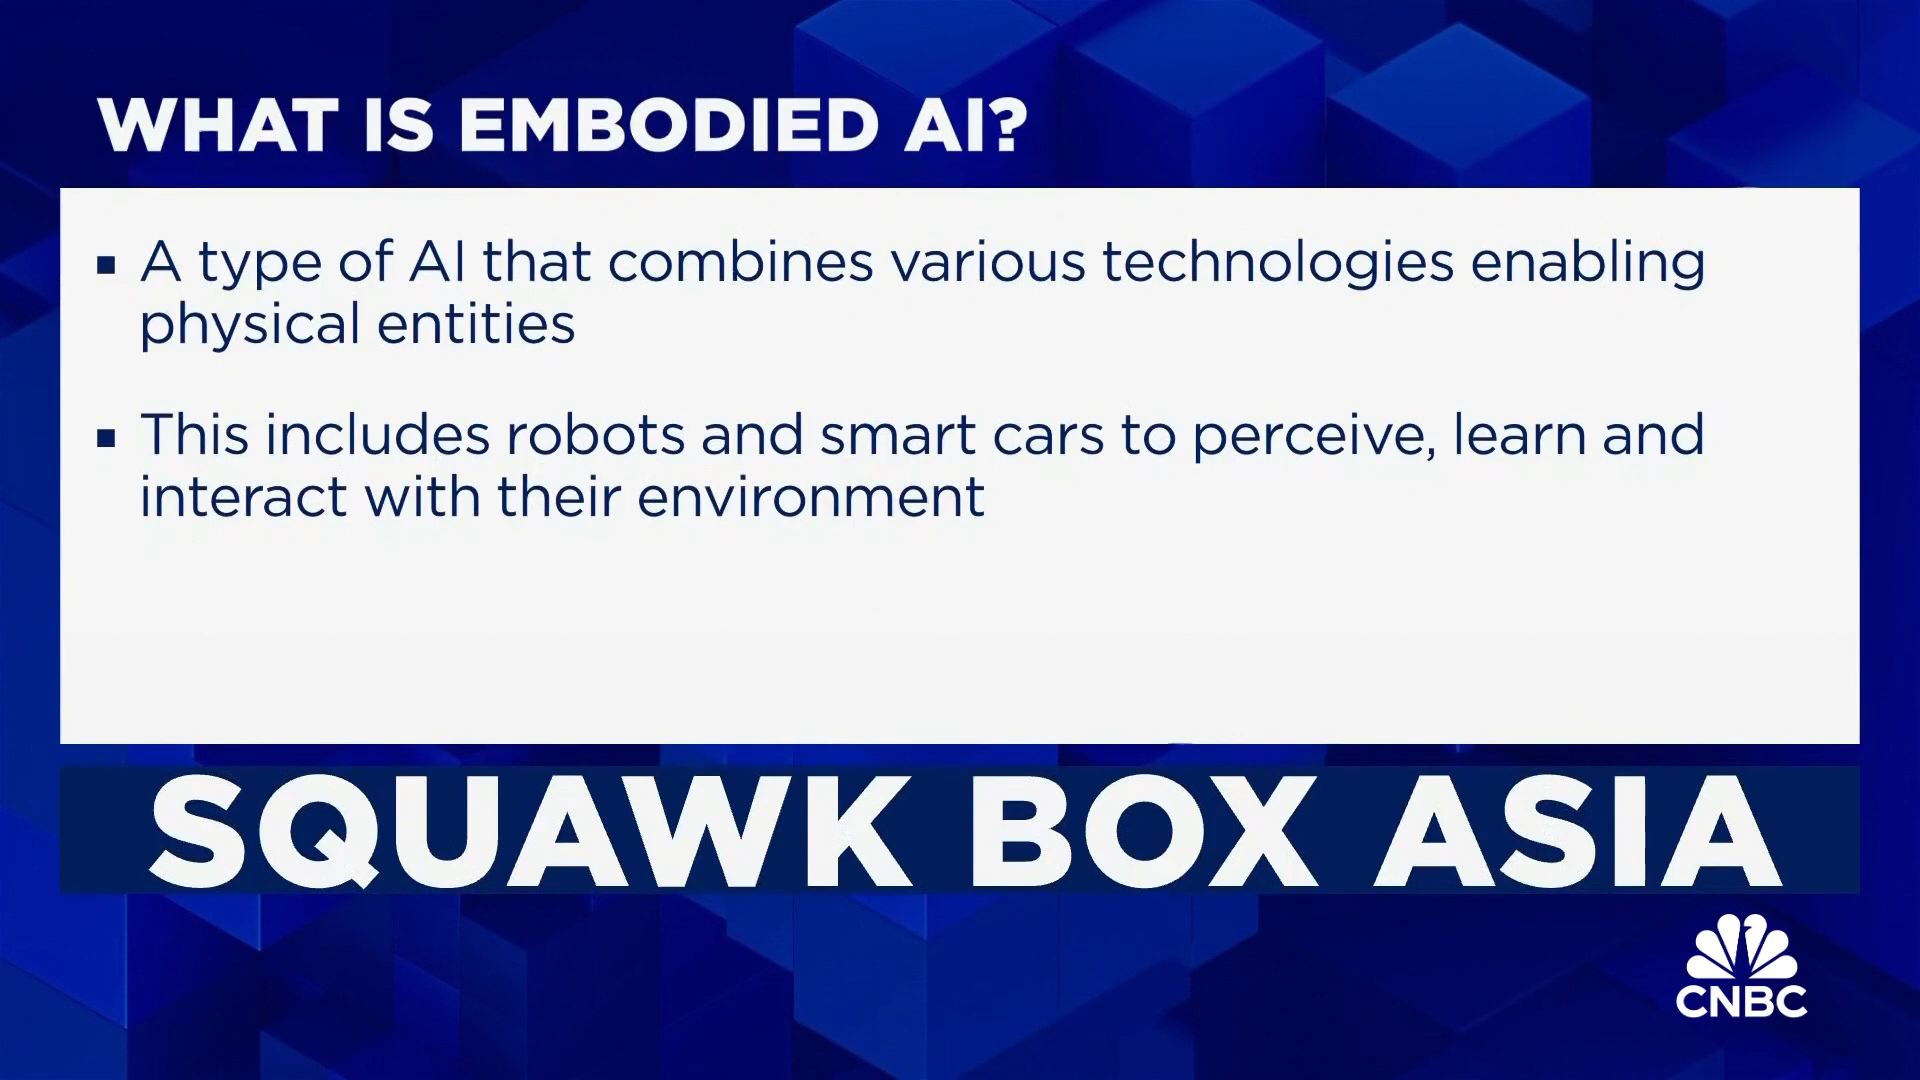 WHAT IS EMBODIED AI?
▪ A type of AI that combines various technologies enabling
physical entities
▪ This includes robots and smart cars to perceive, learn and
interact with their environment
SQUAWK BOX ASIA
CNBC